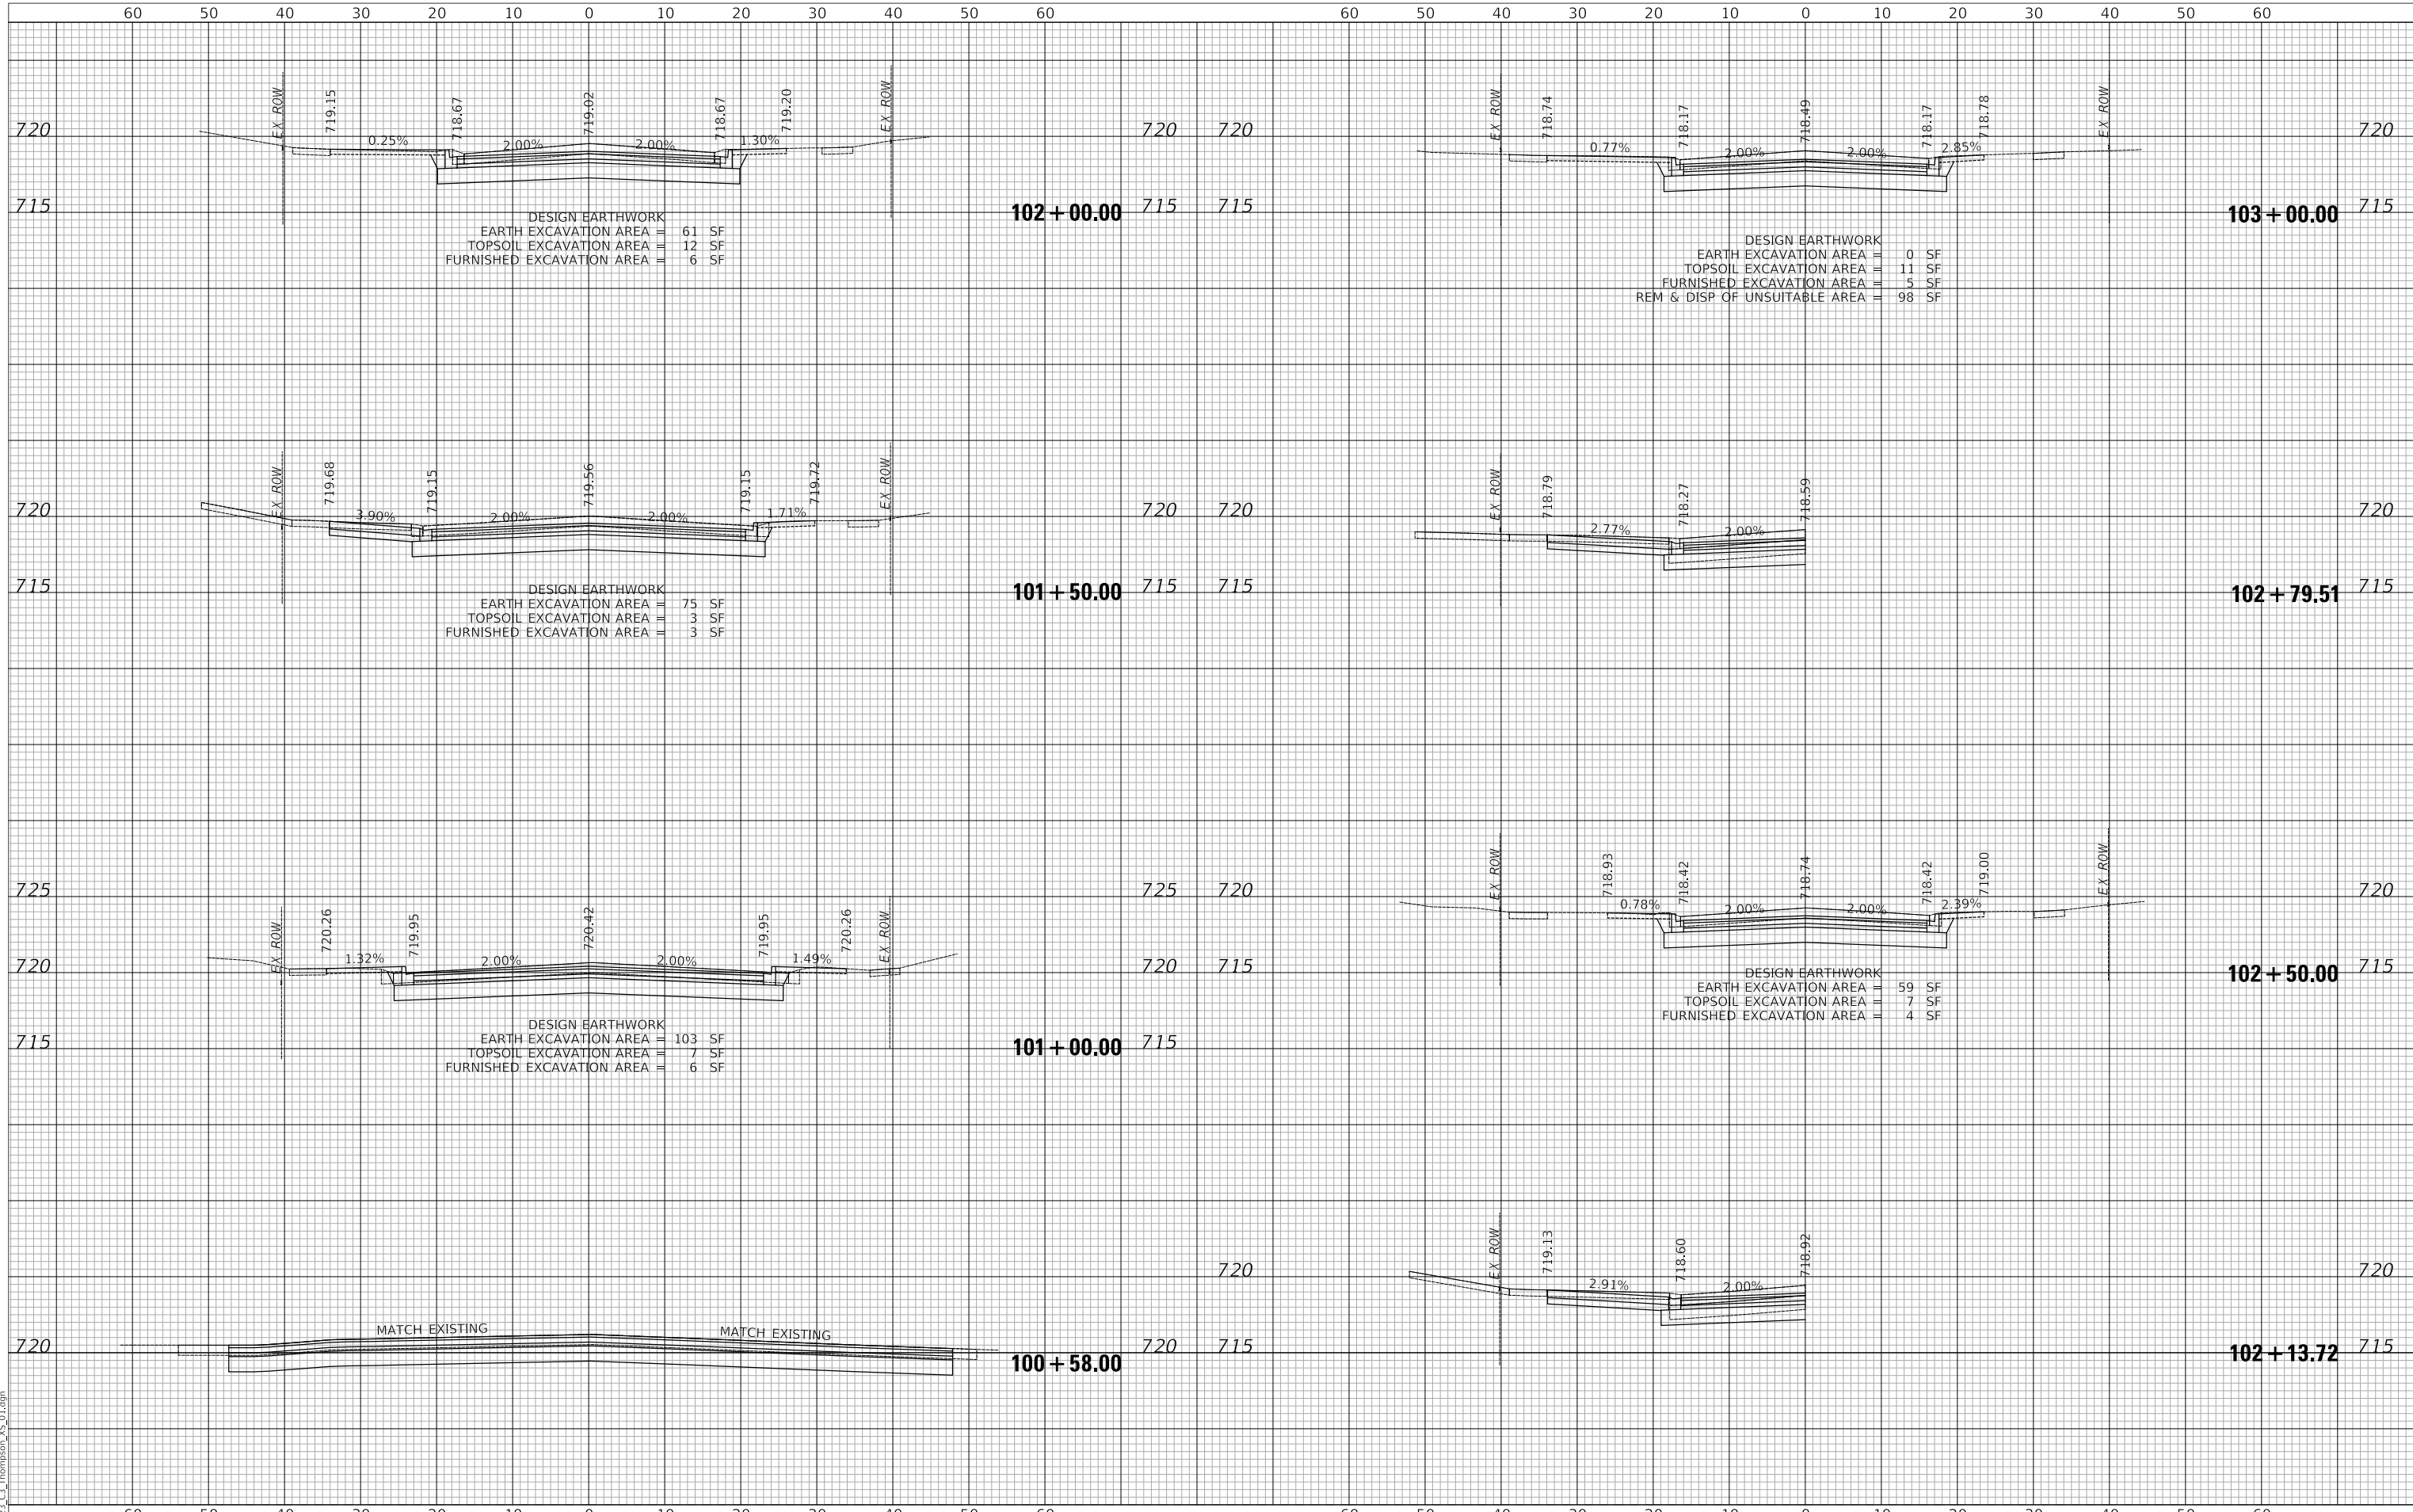 60 50 40 30 20 10 0 10 20 30 40 50 60 60 50 40 30 20 10 0 10 20 30 40 50 60
EX ROW 719.15 718.67 719.02 718.67 719.20 EX ROW
720 0.25% 2.00% 2.00% 1.30% 720
715 102+00.00 715
DESIGN EARTHWORK
EARTH EXCAVATION AREA = 61 SF
TOPSOIL EXCAVATION AREA = 12 SF
FURNISHED EXCAVATION AREA = 6 SF
EX ROW 719.68 719.15 719.56 719.15 719.72 EX ROW
720 3.90% 2.00% 2.00% 1.71% 720
715 101+50.00 715
DESIGN EARTHWORK
EARTH EXCAVATION AREA = 75 SF
TOPSOIL EXCAVATION AREA = 3 SF
FURNISHED EXCAVATION AREA = 3 SF
725 725
EX ROW 720.26 719.95 720.42 719.95 720.26 EX ROW
720 1.32% 2.00% 2.00% 1.49% 720
DESIGN EARTHWORK
EARTH EXCAVATION AREA = 103 SF
TOPSOIL EXCAVATION AREA = 7 SF
FURNISHED EXCAVATION AREA = 6 SF
715 101+00.00 715
MATCH EXISTING MATCH EXISTING
720 720
100+58.00
EX ROW 718.74 718.17 718.49 718.17 718.78 EX ROW
720 0.77% 2.00% 2.00% 2.85% 720
715 103+00.00 715
DESIGN EARTHWORK
EARTH EXCAVATION AREA = 0 SF
TOPSOIL EXCAVATION AREA = 11 SF
FURNISHED EXCAVATION AREA = 5 SF
REM & DISP OF UNSUITABLE AREA = 98 SF
EX ROW 718.79 718.27 718.59
720 2.77% 2.00% 720
715 102+79.51 715
EX ROW 718.93 718.42 718.74 718.42 719.00 EX ROW
720 0.78% 2.00% 2.00% 2.39% 720
715 102+50.00 715
DESIGN EARTHWORK
EARTH EXCAVATION AREA = 59 SF
TOPSOIL EXCAVATION AREA = 7 SF
FURNISHED EXCAVATION AREA = 4 SF
EX ROW 719.13 718.60 718.92
720 2.91% 2.00% 720
715 102+13.72 715